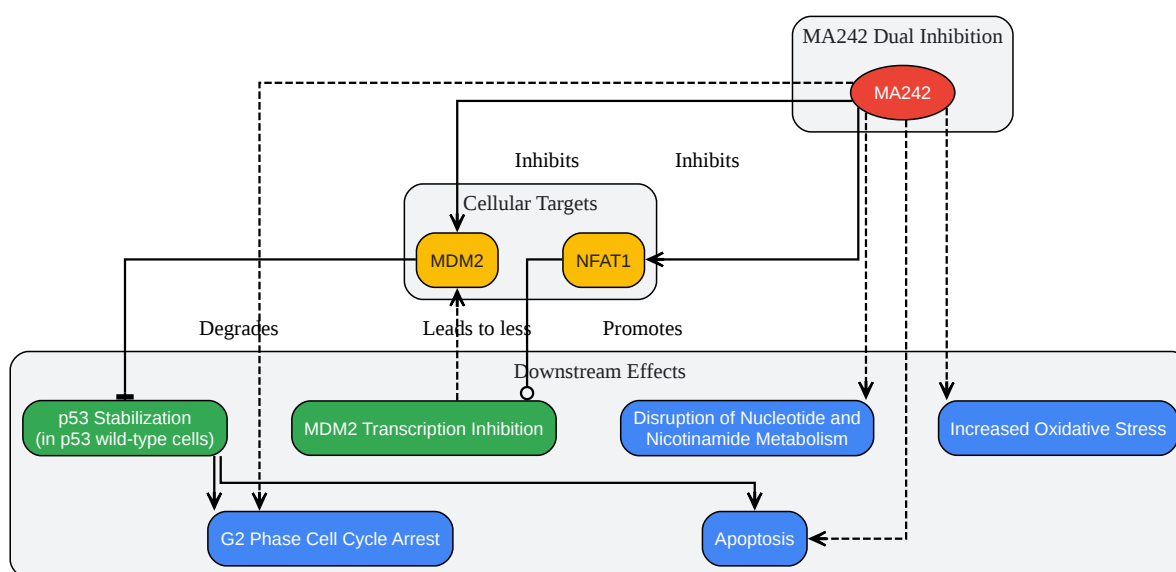 MA242 Dual Inhibition
MA242
Inhibits
Inhibits
Cellular Targets
MDM2
NFAT1
Degrades
Leads to less
Promotes
Downstream Effects
p53 Stabilization
(in p53 wild-type cells)
MDM2 Transcription Inhibition
Disruption of Nucleotide and
Nicotinamide Metabolism
Increased Oxidative Stress
G2 Phase Cell Cycle Arrest
Apoptosis